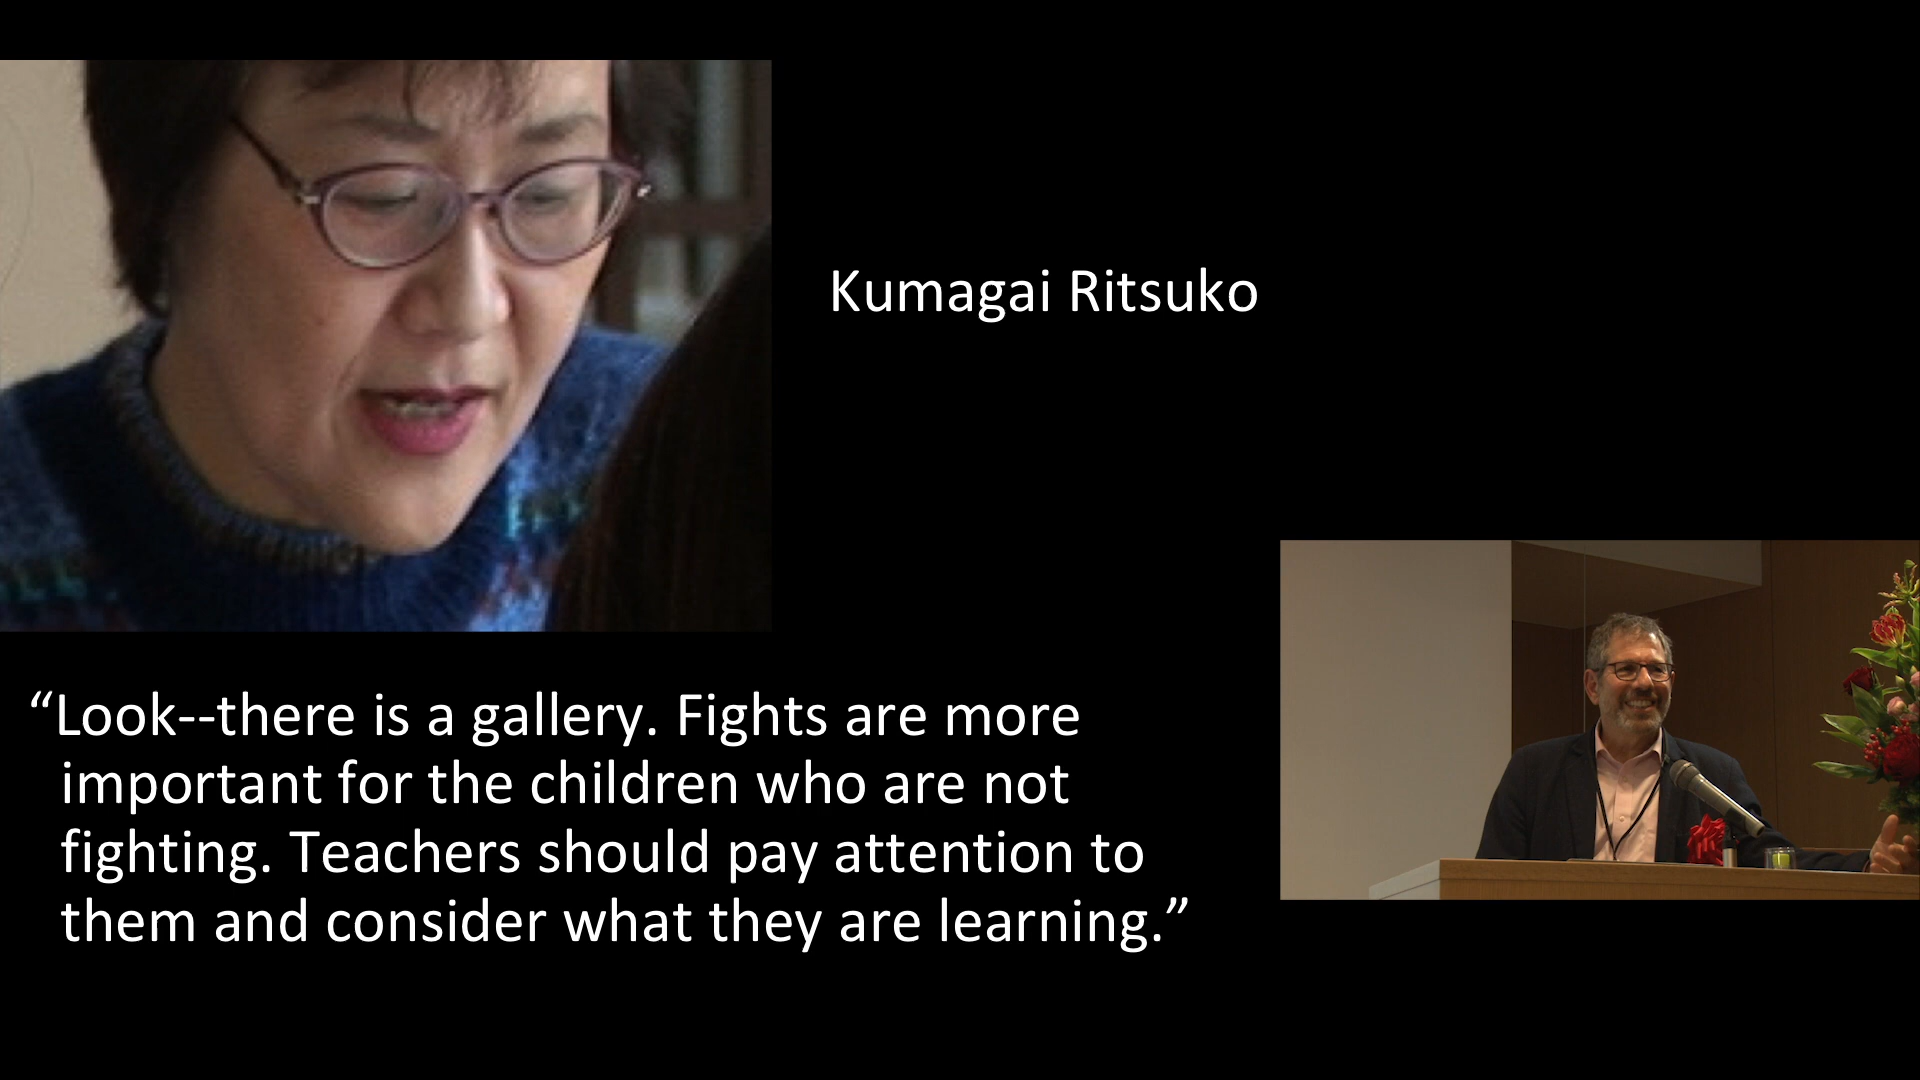 Kumagai Ritsuko
“Look--there is a gallery. Fights are more
important for the children who are not
fighting. Teachers should pay attention to
them and consider what they are learning.”